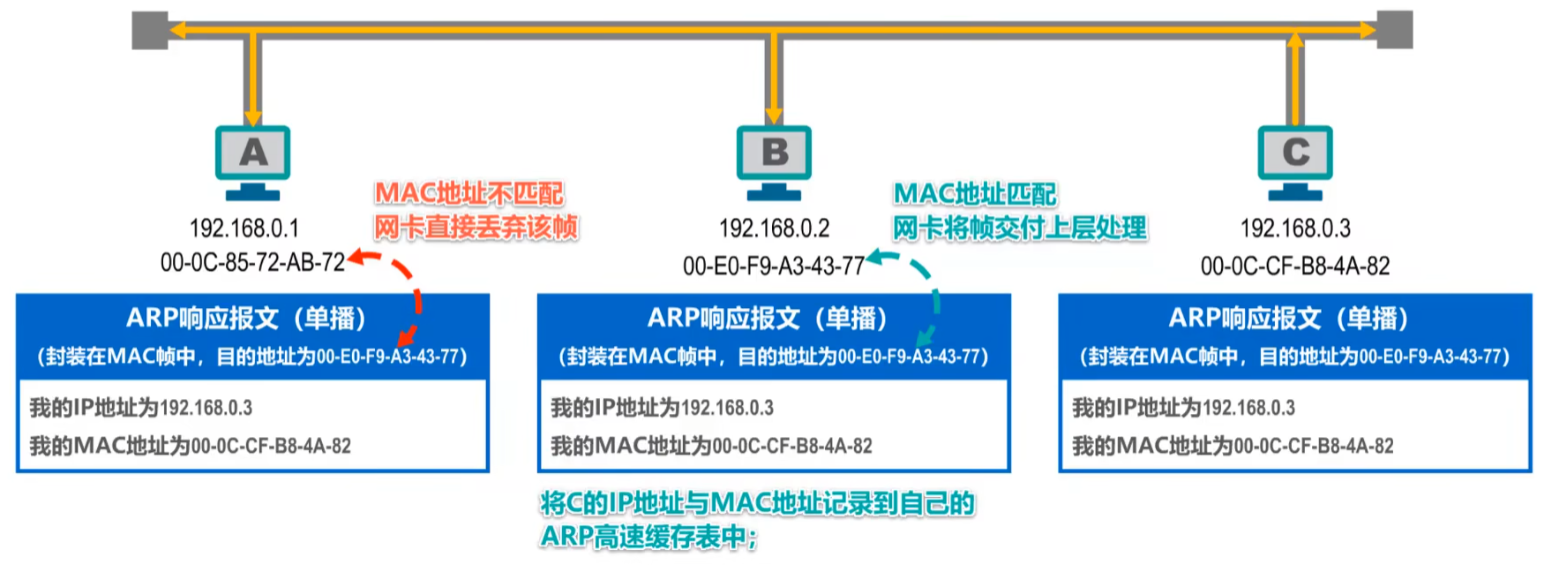 A
B
C
MAC地址不匹配
网卡直接丢弃该帧
MAC地址匹配
网卡将帧交付上层处理
192.168.0.1
192.168.0.2
192.168.0.3
00-0C-85-72-AB-72
00-E0-F9-A3-43-77
00-0C-CF-B8-4A-82
ARP响应报文（单播）
（封装在MAC帧中，目的地址为00-E0-F9-A3-43-77）
我的IP地址为192.168.0.3
我的MAC地址为00-0C-CF-B8-4A-82
ARP响应报文（单播）
（封装在MAC帧中，目的地址为00-E0-F9-A3-43-77）
我的IP地址为192.168.0.3
我的MAC地址为00-0C-CF-B8-4A-82
ARP响应报文（单播）
（封装在MAC帧中，目的地址为00-E0-F9-A3-43-77）
我的IP地址为192.168.0.3
我的MAC地址为00-0C-CF-B8-4A-82
将C的IP地址与MAC地址记录到自己的
ARP高速缓存表中；